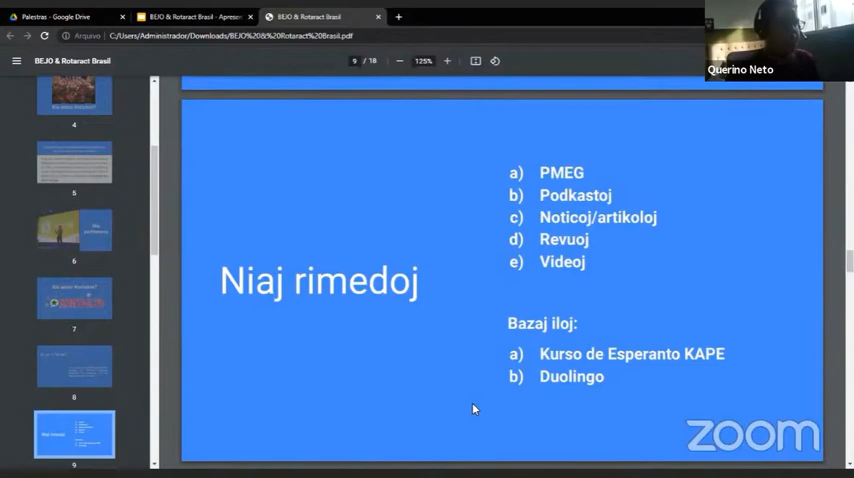 Palestras - Google Drive
BEJO & Rotaract Brasil - Apresen
BEJO & Rotaract Brasil
Arquivo
C:/Users/Administrador/Downloads/BEJO%20&%20Rotaract%20Brasil.pdf
BEJO & Rotaract Brasil
9 / 18
125%
Querino Neto
4
5
6
7
8
9
Niaj rimedoj
a) PMEG
b) Podkastoj
c) Noticoj/artikoloj
d) Revuoj
e) Videoj
Bazaj iloj:
a) Kurso de Esperanto KAPE
b) Duolingo
zoom
Niaj rimedoj